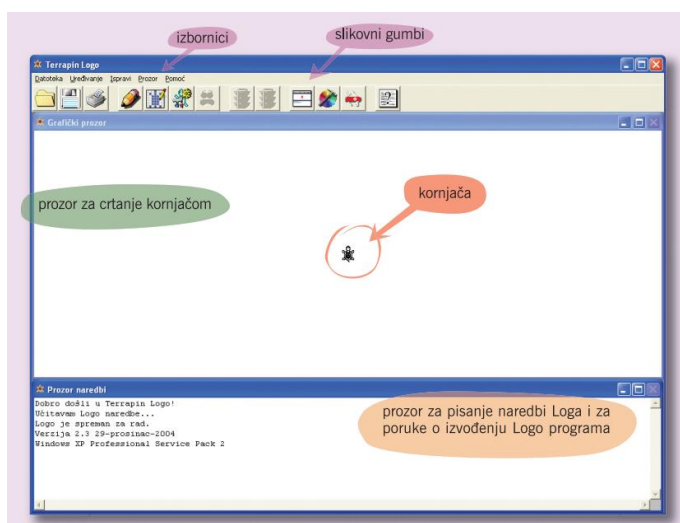 izbornici
slikovni gumbi
Terrapin Logo
Datoteka Uređivanje Ispravi Prozor Pomoć
Grafički prozor
prozor za crtanje kornjačom
kornjača
Prozor naredbi
Dobro došli u Terrapin Logo!
Učitavam Logo naredbe...
Logo je spreman za rad.
Verzija 2.3 29-prosinac-2004
Windows XP Professional Service Pack 2
prozor za pisanje naredbi Loga i za
poruke o izvođenju Logo programa